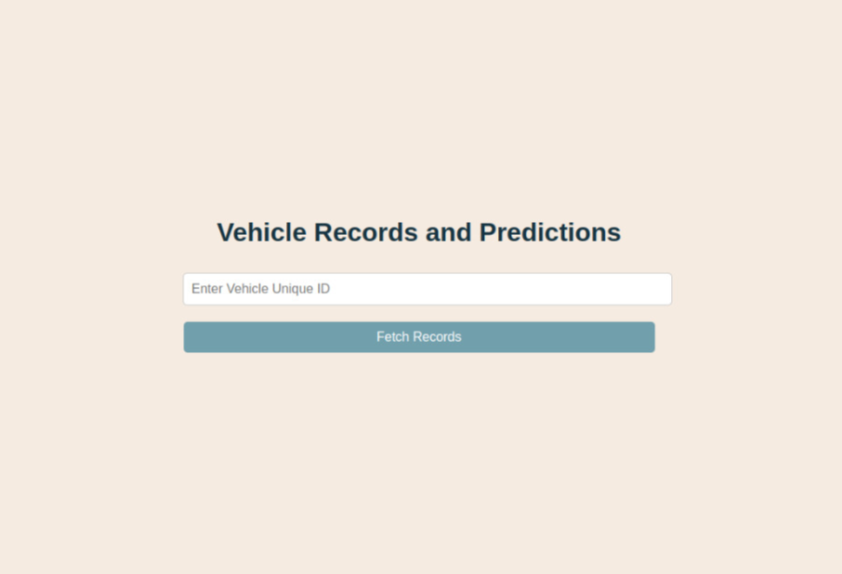 Vehicle Records and Predictions
Enter Vehicle Unique ID
Fetch Records